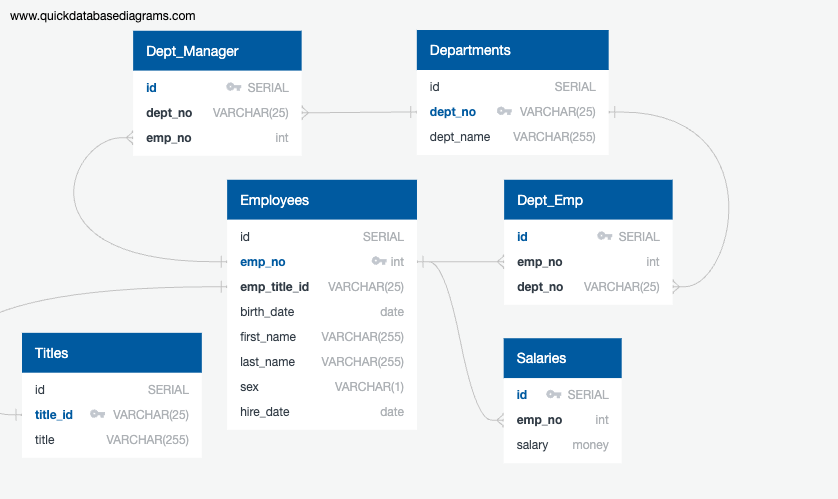 www.quickdatabasediagrams.com
Dept_Manager
id SERIAL
dept_no VARCHAR(25)
emp_no int
Departments
id SERIAL
dept_no VARCHAR(25)
dept_name VARCHAR(255)
Employees
id SERIAL
emp_no int
emp_title_id VARCHAR(25)
birth_date date
first_name VARCHAR(255)
last_name VARCHAR(255)
sex VARCHAR(1)
hire_date date
Dept_Emp
id SERIAL
emp_no int
dept_no VARCHAR(25)
Titles
id SERIAL
title_id VARCHAR(25)
title VARCHAR(255)
Salaries
id SERIAL
emp_no int
salary money